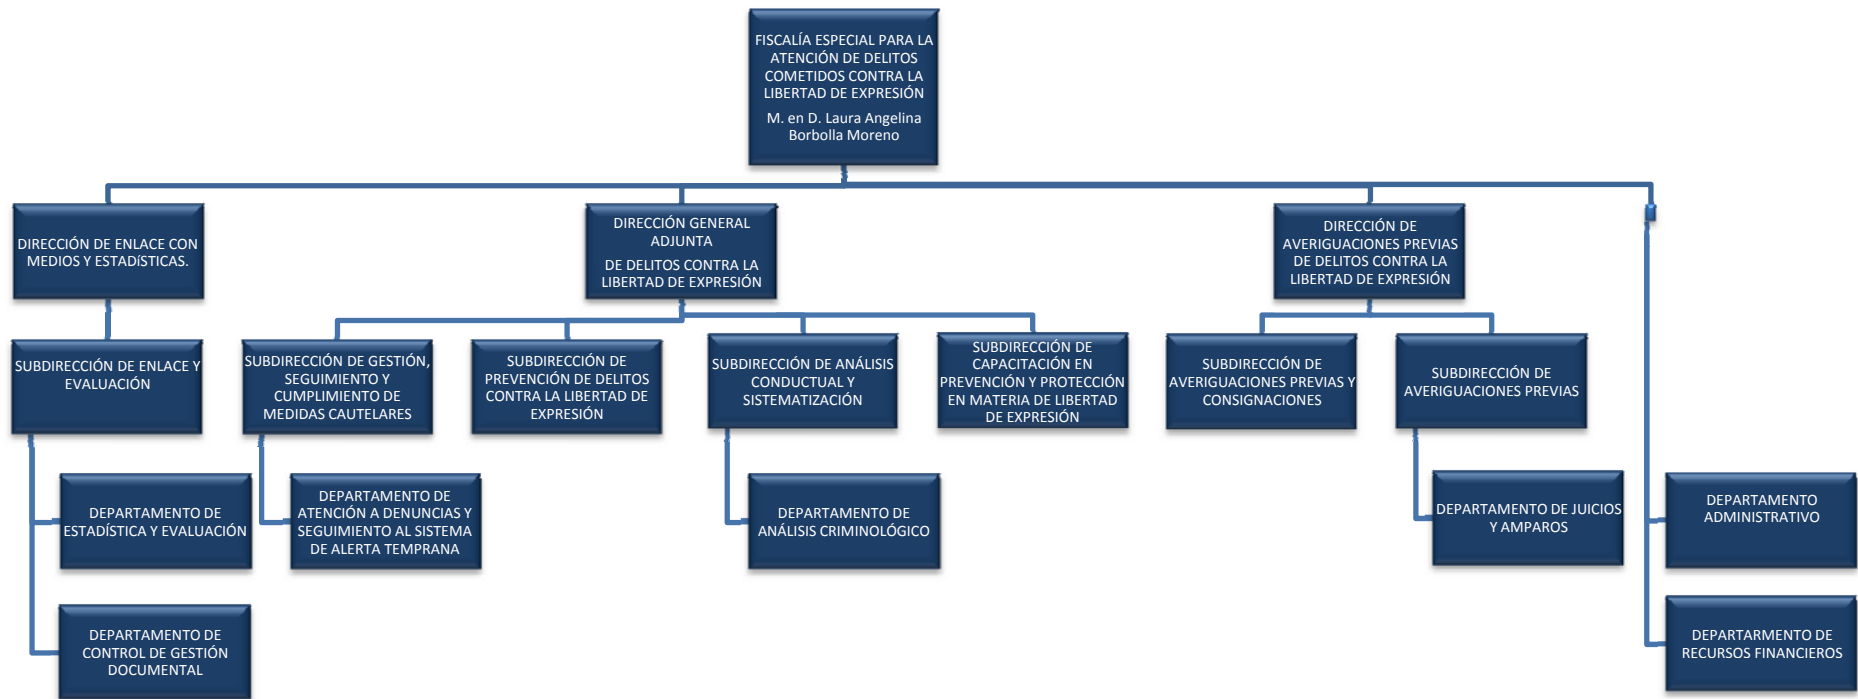 FISCALÍA ESPECIAL PARA LA
ATENCIÓN DE DELITOS
COMETIDOS CONTRA LA
LIBERTAD DE EXPRESIÓN
M. en D. Laura Angelina
Borbolla Moreno
DIRECCIÓN DE ENLACE CON
MEDIOS Y ESTADíSTICAS.
DIRECCIÓN GENERAL
ADJUNTA
DE DELITOS CONTRA LA
LIBERTAD DE EXPRESIÓN
DIRECCIÓN DE
AVERIGUACIONES PREVIAS
DE DELITOS CONTRA LA
LIBERTAD DE EXPRESIÓN
SUBDIRECCIÓN DE ENLACE Y
EVALUACIÓN
SUBDIRECCIÓN DE GESTIÓN,
SEGUIMIENTO Y
CUMPLIMIENTO DE
MEDIDAS CAUTELARES
SUBDIRECCIÓN DE
PREVENCIÓN DE DELITOS
CONTRA LA LIBERTAD DE
EXPRESIÓN
SUBDIRECCIÓN DE ANÁLISIS
CONDUCTUAL Y
SISTEMATIZACIÓN
SUBDIRECCIÓN DE
CAPACITACIÓN EN
PREVENCIÓN Y PROTECCIÓN
EN MATERIA DE LIBERTAD
DE EXPRESIÓN
SUBDIRECCIÓN DE
AVERIGUACIONES PREVIAS Y
CONSIGNACIONES
SUBDIRECCIÓN DE
AVERIGUACIONES PREVIAS
DEPARTAMENTO DE
ESTADÍSTICA Y EVALUACIÓN
DEPARTAMENTO DE
ATENCIÓN A DENUNCIAS Y
SEGUIMIENTO AL SISTEMA
DE ALERTA TEMPRANA
DEPARTAMENTO DE
ANÁLISIS CRIMINOLÓGICO
DEPARTAMENTO DE JUICIOS
Y AMPAROS
DEPARTAMENTO
ADMINISTRATIVO
DEPARTAMENTO DE
CONTROL DE GESTIÓN
DOCUMENTAL
DEPARTARMENTO DE
RECURSOS FINANCIEROS